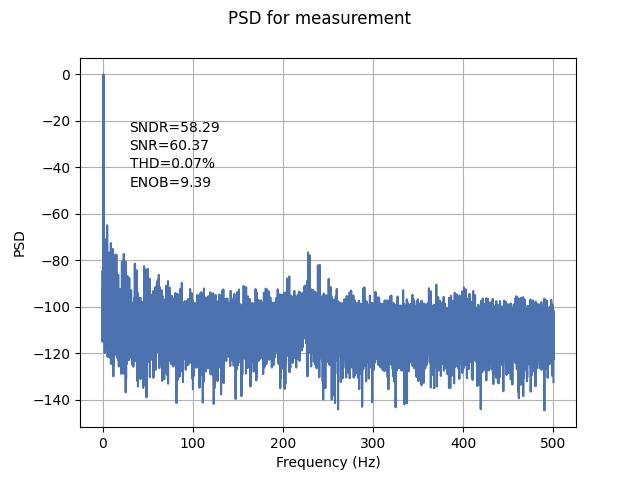 PSD for measurement
0
−20
−40
−60
−80
−100
−120
−140
PSD
SNDR=58.29
SNR=60.37
THD=0.07%
ENOB=9.39
0 100 200 300 400 500
Frequency (Hz)